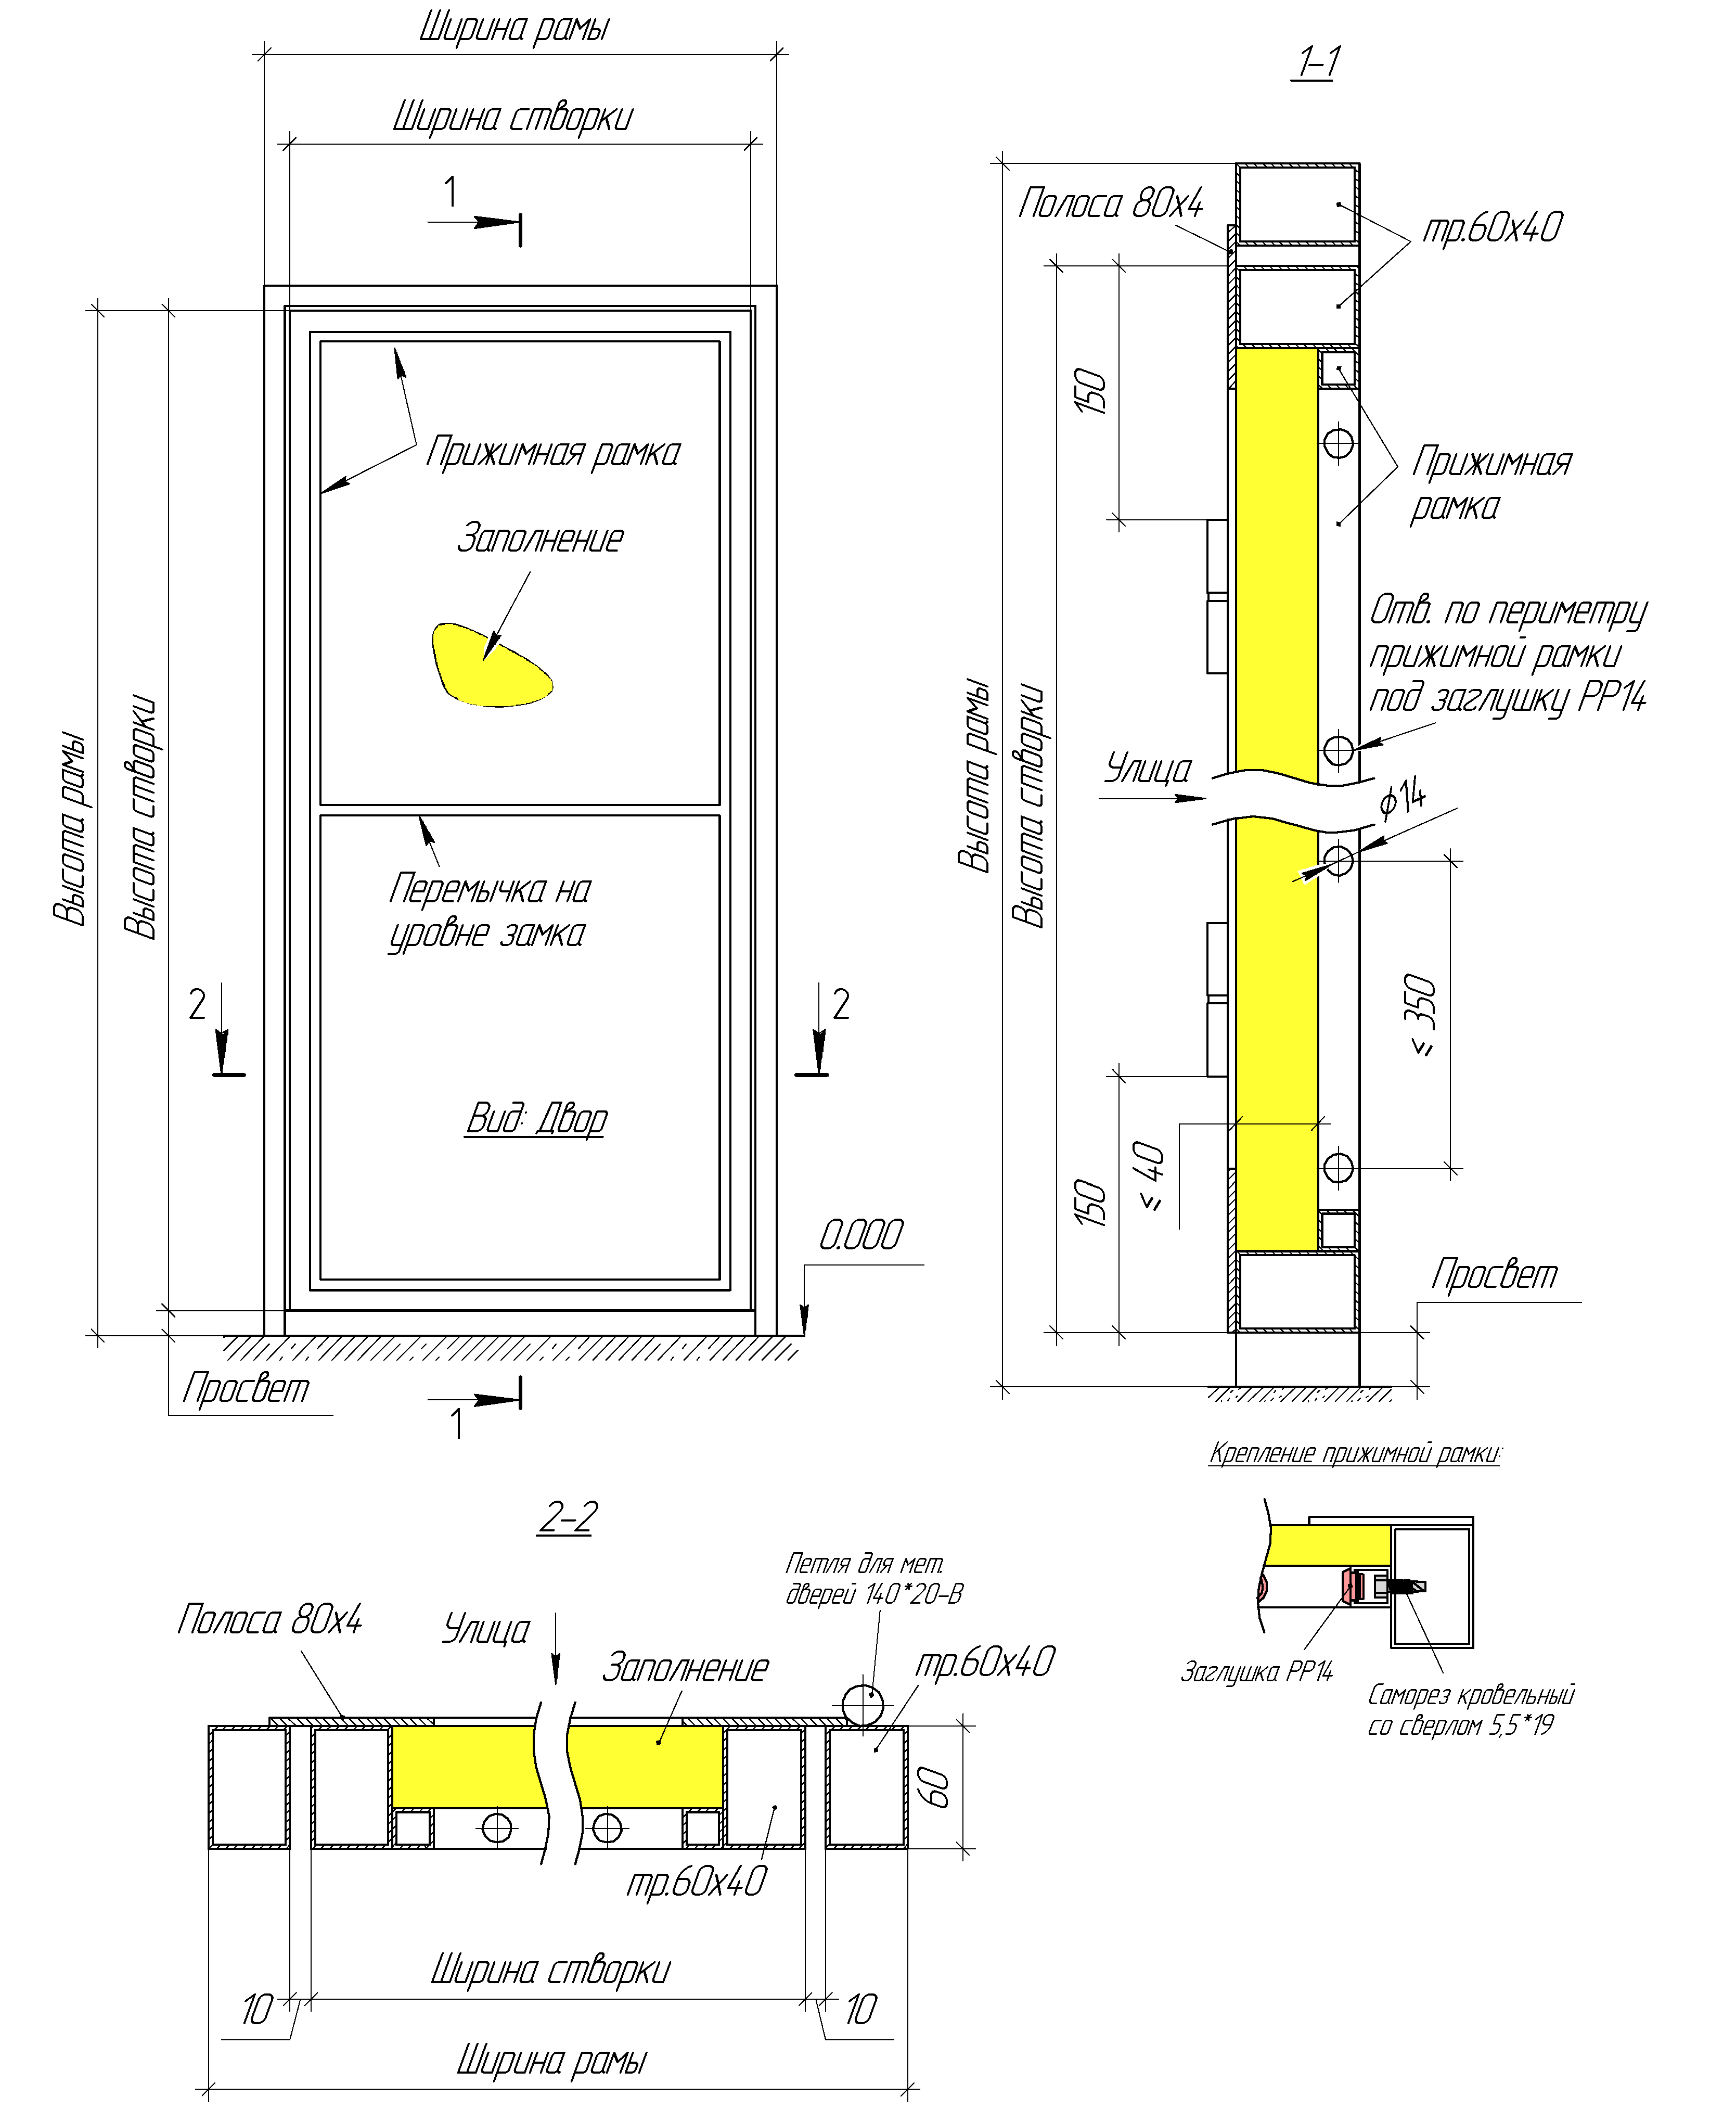 Ширина рамы
Ширина створки
1
Прижимная рамка
Заполнение
Высота рамы
Высота створки
Перемычка на
уровне замка
2
2
Вид: Двор
0.000
Просвет
1
1-1
Полоса 80х4
тр.60х40
150
Прижимная
рамка
Отв. по периметру
прижимной рамки
под заглушку РР14
Улица
Высота рамы
Высота створки
ϕ14
≤ 350
≤ 40
150
Просвет
Крепление прижимной рамки:
Заглушка РР14
Саморез кровельный
со сверлом 5,5*19
2-2
Петля для мет.
дверей 140*20-В
Полоса 80х4
Улица
Заполнение
тр.60х40
60
тр.60х40
Ширина створки
10
10
Ширина рамы